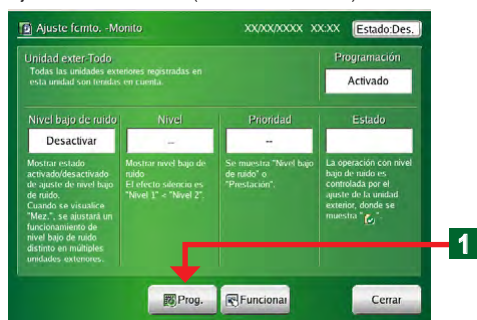 Ajuste fcmto. -Monito
XX/XX/XXXX XX:XX
Estado:Des.
Unidad exter-Todo
Todas las unidades exteriores registradas en
esta unidad son tenidas en cuenta.
Programación
Activado
Nivel bajo de ruido
Desactivar
Mostrar estado
activado/desactivado
de ajuste de nivel bajo
de ruido.
Cuando se visualice
"Mez.", se ajustará un
funcionamiento de
nivel bajo de ruido
distinto en múltiples
unidades exteriores.
Nivel
--
Mostrar nivel bajo de
ruido
El efecto silencio es
"Nivel 1" < "Nivel 2".
Prioridad
--
Se muestra "Nivel bajo
de ruido" o
"Prestación".
Estado
La operación con nivel
bajo de ruido es
controlada por el
ajuste de la unidad
exterior, donde se
muestra " ".
1
Prog.
Funcionar
Cerrar